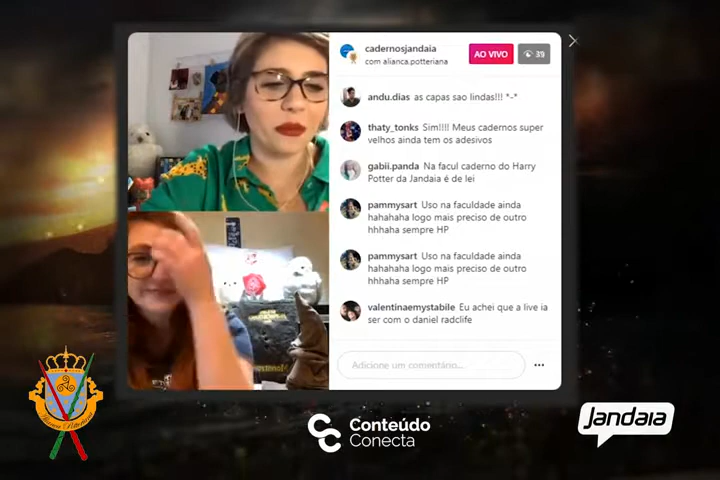 cadernosjandaia
com alianca.potteriana
AO VIVO
39
andu.dias as capas sao lindas!!! *-*
thaty_tonks Sim!!!! Meus cadernos super
velhos ainda tem os adesivos
gabii.panda Na facul caderno do Harry
Potter da Jandaia é de lei
pammysart Uso na faculdade ainda
hahahaha logo mais preciso de outro
hhhaha sempre HP
pammysart Uso na faculdade ainda
hahahaha logo mais preciso de outro
hhhaha sempre HP
valentinaemystabile Eu achei que a live ia
ser com o daniel radclife
Adicione um comentário...
Conteúdo
Conecta
Jandaia